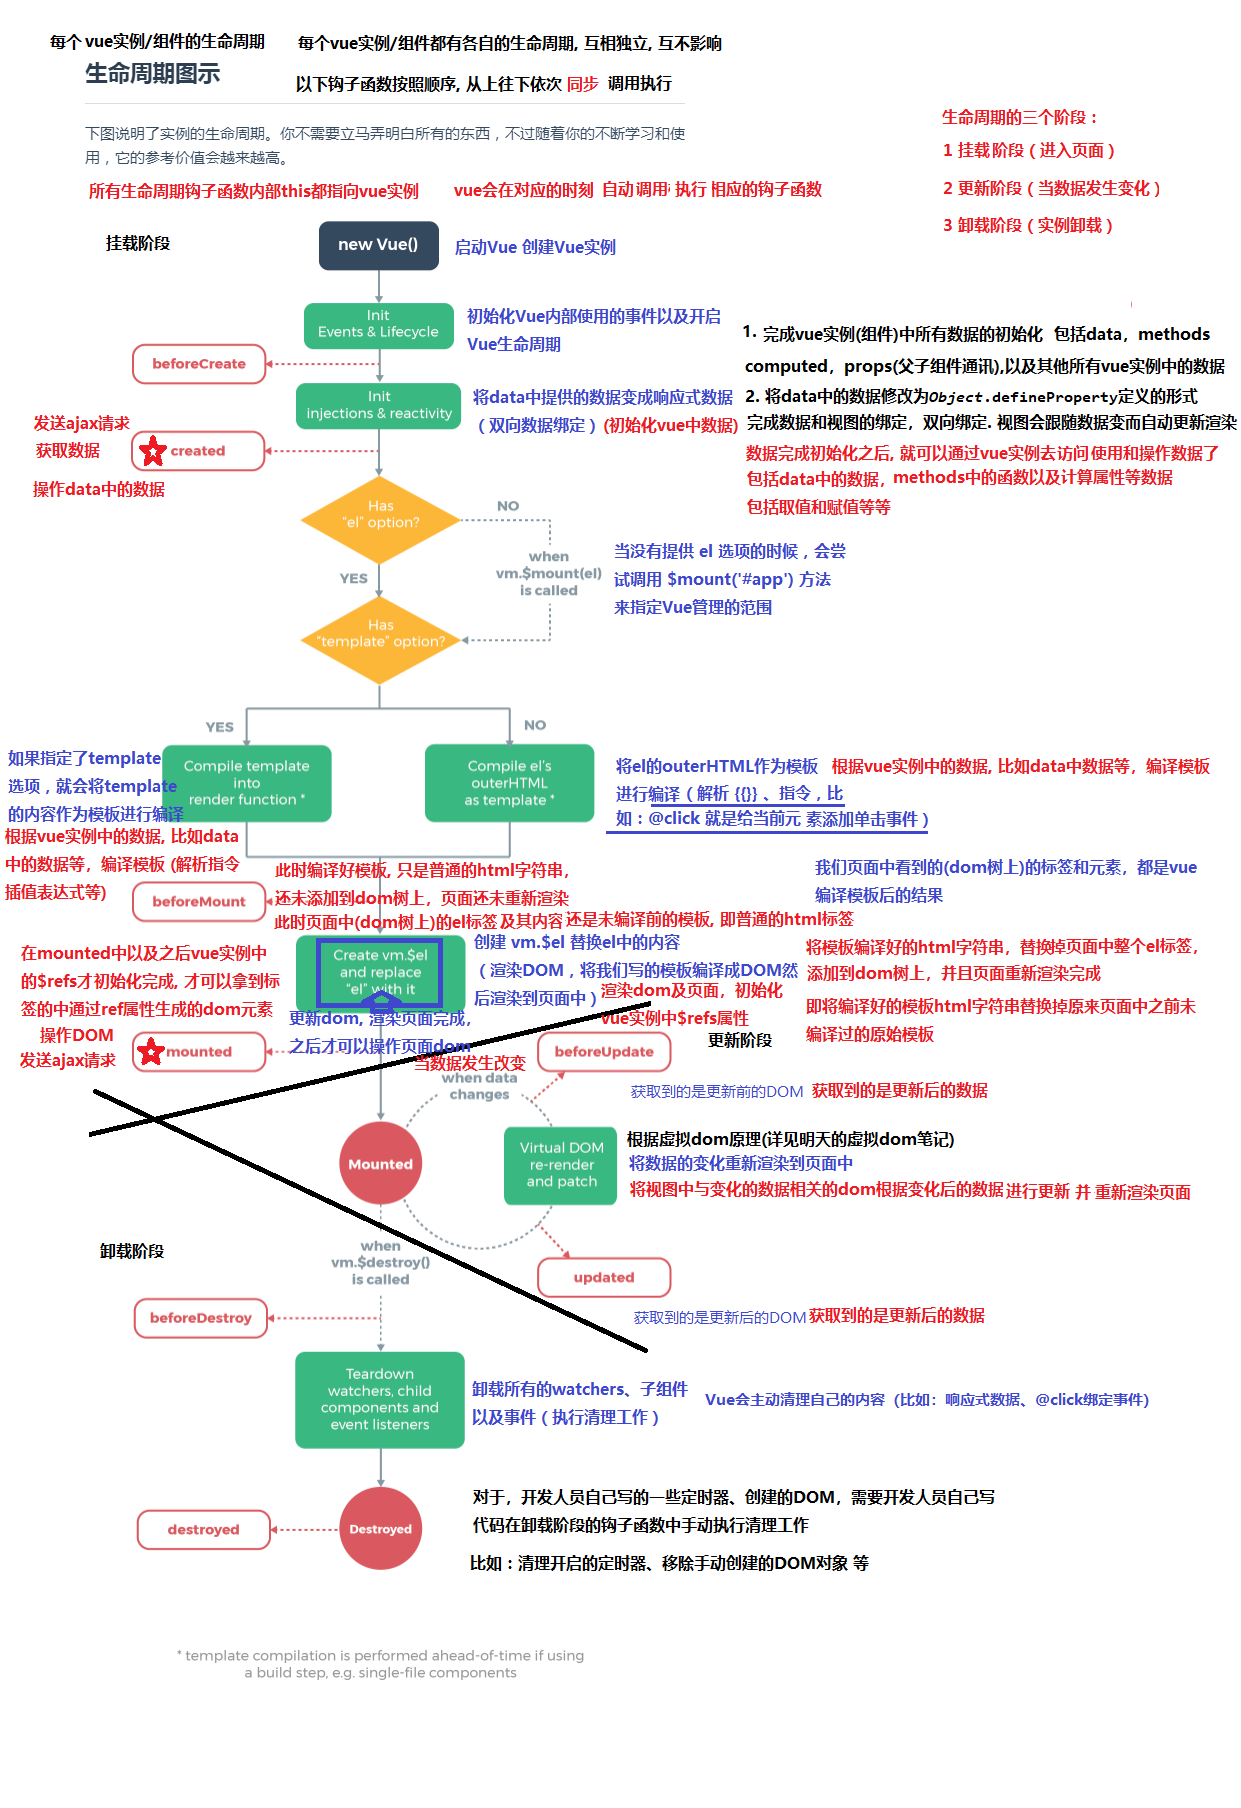 每个 vue实例/组件的生命周期
每个vue实例/组件都有各自的生命周期, 互相独立, 互不影响
生命周期图示
以下钩子函数按照顺序, 从上往下依次 同步 调用执行
下图说明了实例的生命周期。你不需要立马弄明白所有的东西，不过随着你的不断学习和使
用，它的参考价值会越来越高。
生命周期的三个阶段：
1 挂载阶段（进入页面）
2 更新阶段（当数据发生变化）
3 卸载阶段（实例卸载）
所有生命周期钩子函数内部this都指向vue实例
vue会在对应的时刻 自动 调用 执行 相应的钩子函数
挂载阶段
new Vue()
启动Vue 创建Vue实例
Init
Events & Lifecycle
初始化Vue内部使用的事件以及开启
Vue生命周期
beforeCreate
1. 完成vue实例(组件)中所有数据的初始化 包括data，methods
computed，props(父子组件通讯),以及其他所有vue实例中的数据
2. 将data中的数据修改为Object.defineProperty定义的形式
完成数据和视图的绑定，双向绑定. 视图会跟随数据变而自动更新渲染
数据完成初始化之后, 就可以通过vue实例去访问 使用和操作数据了
包括data中的数据，methods中的函数以及计算属性等数据
包括取值和赋值等等
Init
injections & reactivity
将data中提供的数据变成响应式数据
（双向数据绑定）(初始化vue中数据)
发送ajax请求
获取数据
created
操作data中的数据
Has
“el” option?
NO
when
vm.$mount(el)
is called
当没有提供 el 选项的时候，会尝
试调用 $mount('#app') 方法
来指定Vue管理的范围
YES
Has
“template” option?
YES
NO
如果指定了template
选项，就会将template
的内容作为模板进行编译
Compile template
into
render function *
Compile el's
outerHTML
as template *
将el的outerHTML作为模板 根据vue实例中的数据, 比如data中数据等，编译模板
进行编译（解析 {{}} 、指令，比
如：@click 就是给当前元 素添加单击事件）
根据vue实例中的数据, 比如data
中的数据等，编译模板 (解析指令
插值表达式等)
beforeMount
此时编译好模板, 只是普通的html字符串，
还未添加到dom树上，页面还未重新渲染
此时页面中(dom树上)的el标签 及其内容 还是未编译前的模板, 即普通的html标签
我们页面中看到的(dom树上)的标签和元素，都是vue
编译模板后的结果
Create vm.$el
and replace
“el” with it
创建 vm.$el 替换el中的内容
（渲染DOM，将我们写的模板编译成DOM然
后渲染到页面中）
渲染dom及页面，初始化
vue实例中$refs属性
将模板编译好的html字符串，替换掉页面中整个el标签，
添加到dom树上，并且页面重新渲染完成
即将编译好的模板html字符串替换掉原来页面中之前未
编译过的原始模板
在mounted中以及之后vue实例中
的$refs才初始化完成, 才可以拿到标
签的中通过ref属性生成的dom元素
操作DOM
发送ajax请求
mounted
更新dom, 渲染页面完成，
之后才可以操作页面dom
当数据发生改变
when data
changes
beforeUpdate
更新阶段
获取到的是更新前的DOM 获取到的是更新后的数据
Mounted
Virtual DOM
re-render
and patch
根据虚拟dom原理(详见明天的虚拟dom笔记)
将数据的变化重新渲染到页面中
将视图中与变化的数据相关的dom根据变化后的数据 进行更新 并 重新渲染页面
卸载阶段
when
vm.$destroy()
is called
updated
获取到的是更新后的DOM 获取到的是更新后的数据
beforeDestroy
Teardown
watchers, child
components and
event listeners
卸载所有的watchers、子组件
以及事件（执行清理工作）
Vue会主动清理自己的内容（比如：响应式数据、@click绑定事件）
destroyed
Destroyed
对于，开发人员自己写的一些定时器、创建的DOM，需要开发人员自己写
代码在卸载阶段的钩子函数中手动执行清理工作
比如：清理开启的定时器、移除手动创建的DOM对象 等
* template compilation is performed ahead-of-time if using
a build step, e.g. single-file components